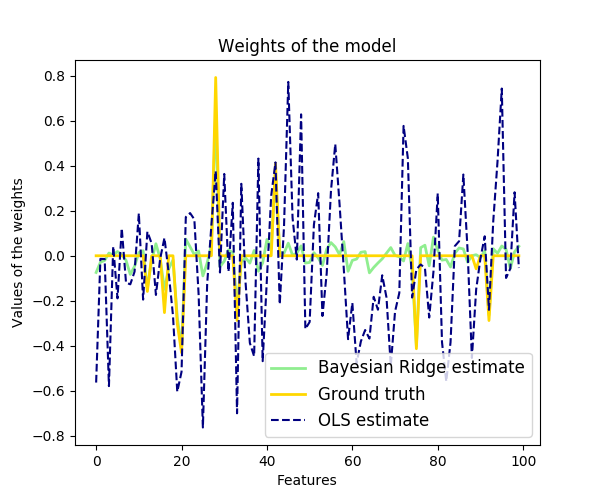 Weights of the model
0.8
0.6
0.4
0.2
0.0
−0.2
−0.4
−0.6
−0.8
Values of the weights
Bayesian Ridge estimate
Ground truth
OLS estimate
0 20 40 60 80 100
Features